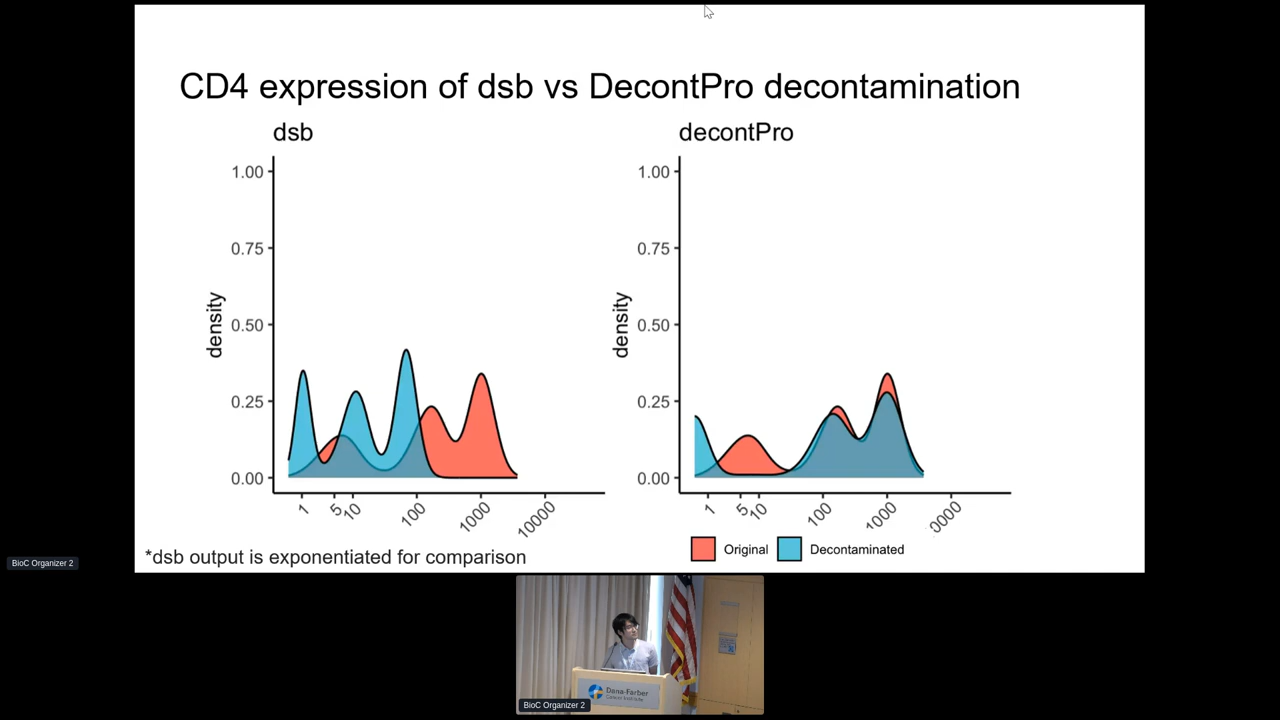 CD4 expression of dsb vs DecontPro decontamination
dsb
decontPro
1.00
0.75
0.50
0.25
0.00
density
1
5
10
100
1000
10000
1.00
0.75
0.50
0.25
0.00
density
1
5
10
100
1000
0000
Original
Decontaminated
*dsb output is exponentiated for comparison
BioC Organizer 2
Dana-Farber
Cancer Institute
BioC Organizer 2